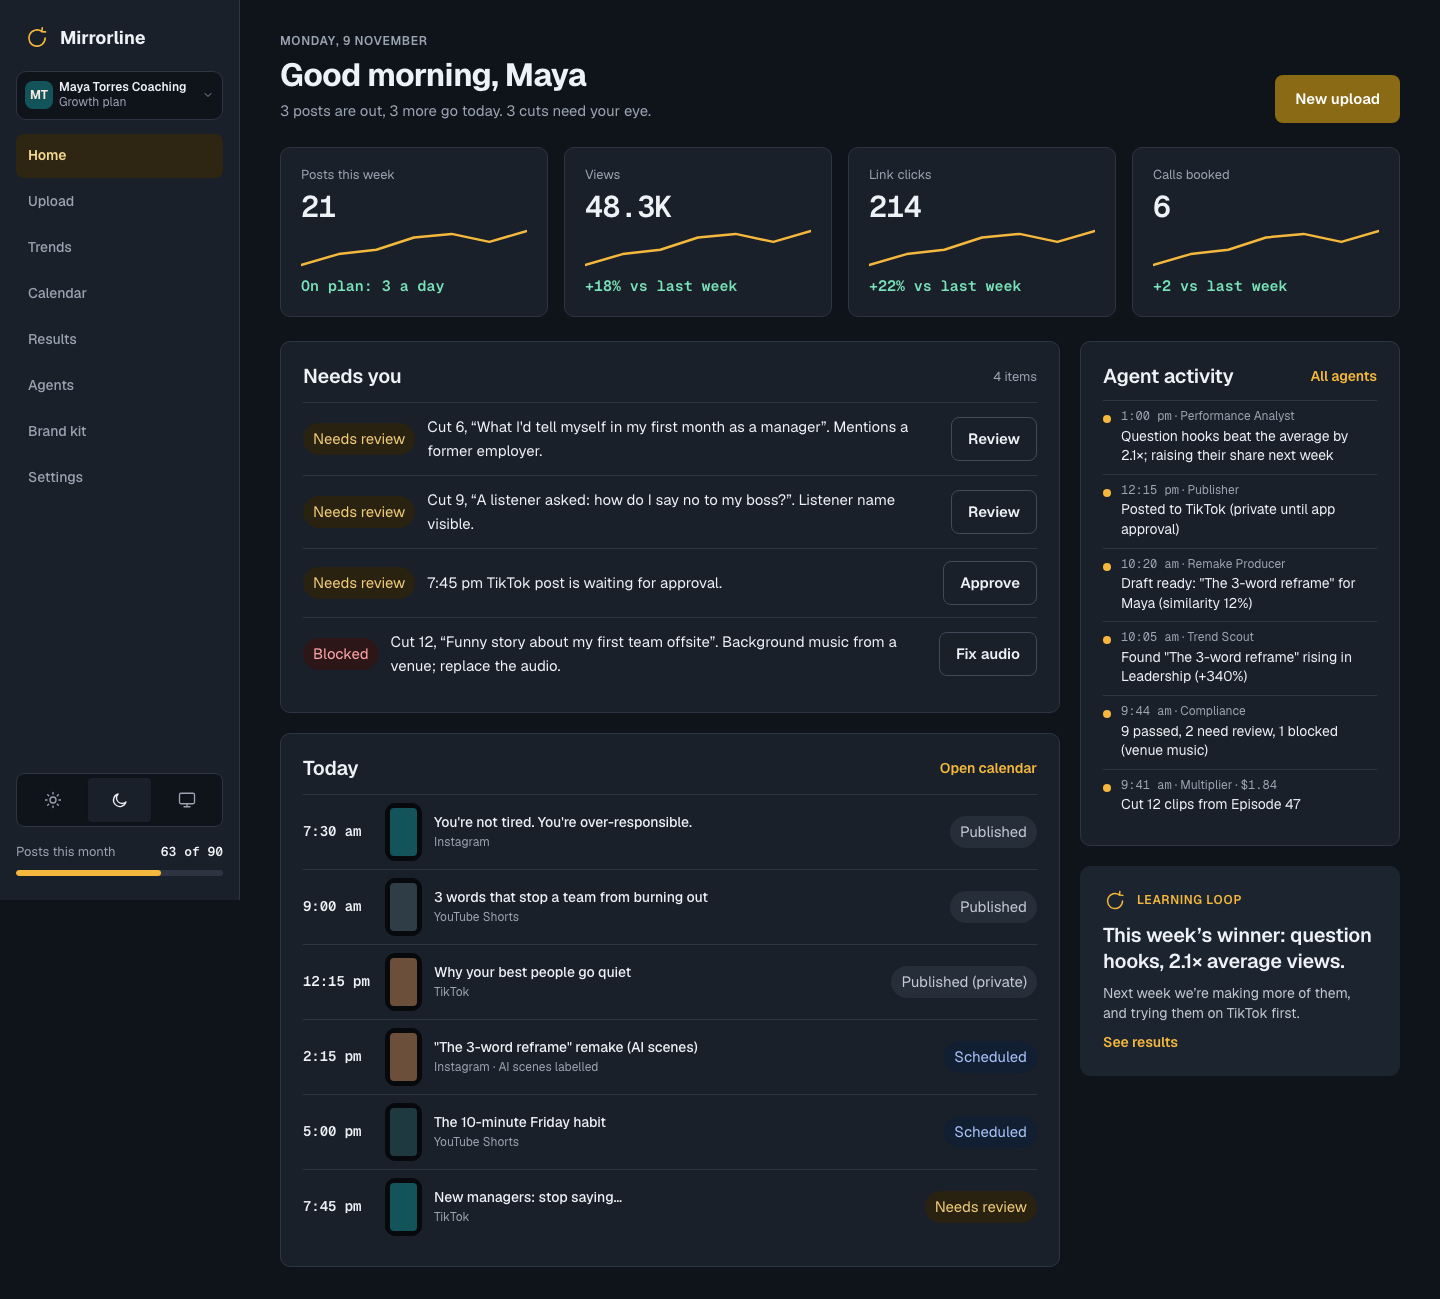 Mirrorline
MT
Maya Torres Coaching
Growth plan
Home
Upload
Trends
Calendar
Results
Agents
Brand kit
Settings
Posts this month
63 of 90
MONDAY, 9 NOVEMBER
Good morning, Maya
3 posts are out, 3 more go today. 3 cuts need your eye.
New upload
Posts this week
21
On plan: 3 a day
Views
48.3K
+18% vs last week
Link clicks
214
+22% vs last week
Calls booked
6
+2 vs last week
Needs you
4 items
Needs review
Cut 6, “What I'd tell myself in my first month as a manager”. Mentions a
former employer.
Review
Needs review
Cut 9, “A listener asked: how do I say no to my boss?”. Listener name
visible.
Review
Needs review
7:45 pm TikTok post is waiting for approval.
Approve
Blocked
Cut 12, “Funny story about my first team offsite”. Background music from a
venue; replace the audio.
Fix audio
Today
Open calendar
7:30 am
You're not tired. You're over-responsible.
Instagram
Published
9:00 am
3 words that stop a team from burning out
YouTube Shorts
Published
12:15 pm
Why your best people go quiet
TikTok
Published (private)
2:15 pm
"The 3-word reframe" remake (AI scenes)
Instagram · AI scenes labelled
Scheduled
5:00 pm
The 10-minute Friday habit
YouTube Shorts
Scheduled
7:45 pm
New managers: stop saying…
TikTok
Needs review
Agent activity
All agents
1:00 pm · Performance Analyst
Question hooks beat the average by
2.1×; raising their share next week
12:15 pm · Publisher
Posted to TikTok (private until app
approval)
10:20 am · Remake Producer
Draft ready: "The 3-word reframe" for
Maya (similarity 12%)
10:05 am · Trend Scout
Found "The 3-word reframe" rising in
Leadership (+340%)
9:44 am · Compliance
9 passed, 2 need review, 1 blocked
(venue music)
9:41 am · Multiplier · $1.84
Cut 12 clips from Episode 47
LEARNING LOOP
This week’s winner: question
hooks, 2.1× average views.
Next week we’re making more of them,
and trying them on TikTok first.
See results